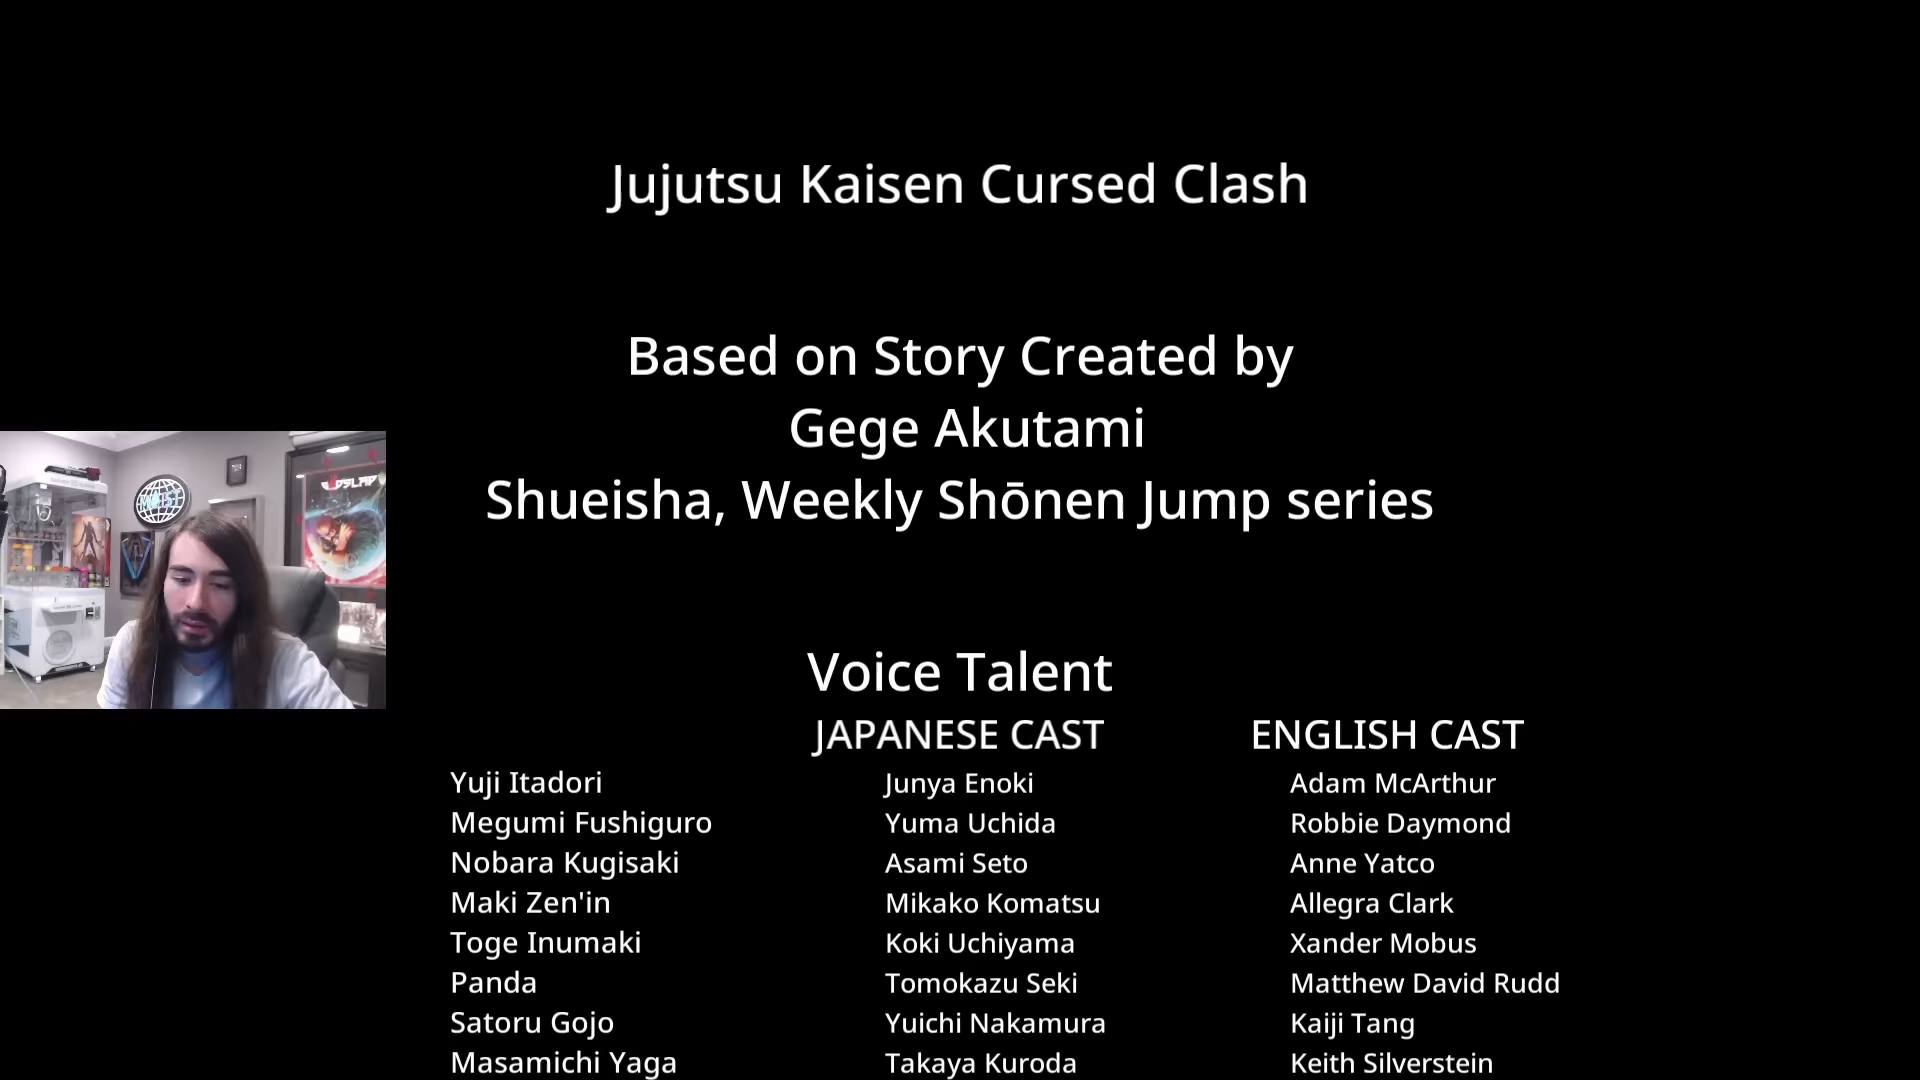 Jujutsu Kaisen Cursed Clash
Based on Story Created by
Gege Akutami
Shueisha, Weekly Shōnen Jump series
Voice Talent
JAPANESE CAST ENGLISH CAST
Yuji Itadori Junya Enoki Adam McArthur
Megumi Fushiguro Yuma Uchida Robbie Daymond
Nobara Kugisaki Asami Seto Anne Yatco
Maki Zen'in Mikako Komatsu Allegra Clark
Toge Inumaki Koki Uchiyama Xander Mobus
Panda Tomokazu Seki Matthew David Rudd
Satoru Gojo Yuichi Nakamura Kaiji Tang
Masamichi Yaga Takaya Kuroda Keith Silverstein